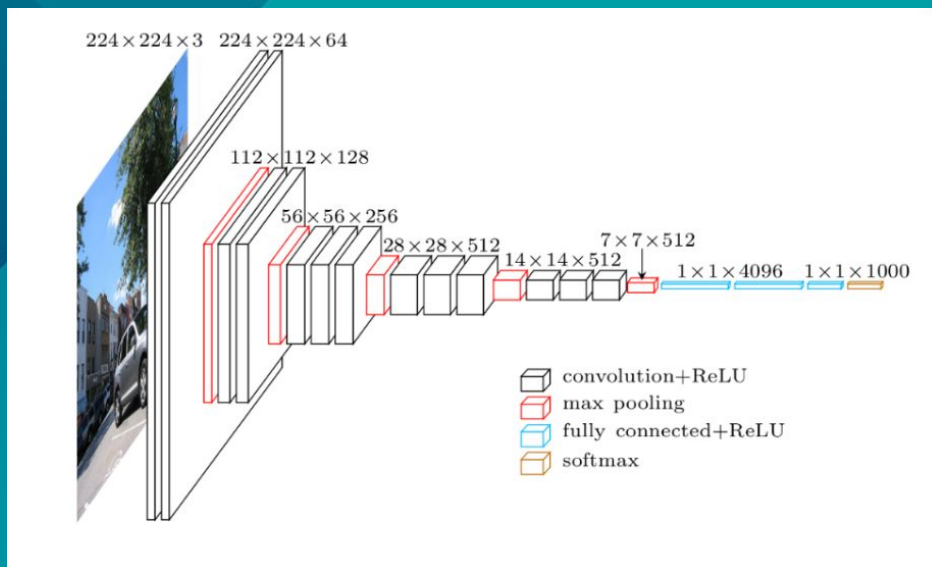 224×224×3
224×224×64
112×112×128
56×56×256
28×28×512
14×14×512
7×7×512
1×1×4096
1×1×1000
convolution+ReLU
max pooling
fully connected+ReLU
softmax